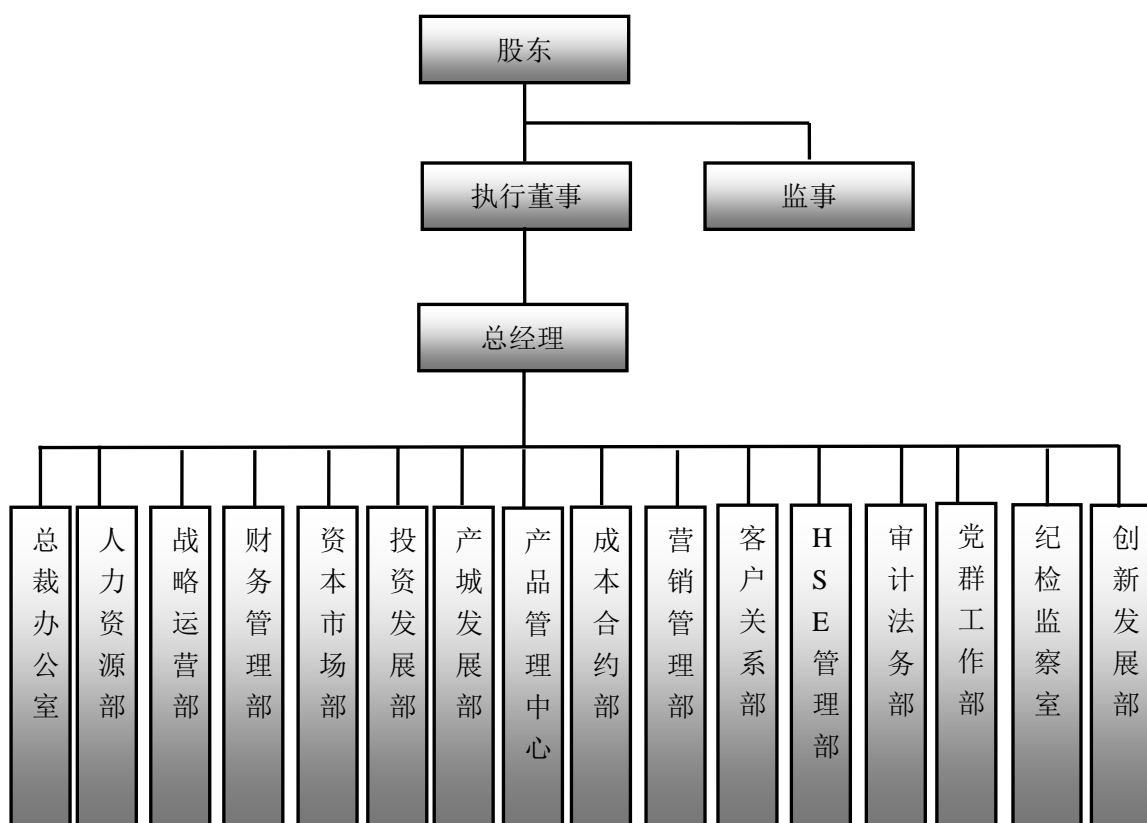 股东
执行董事
监事
总经理
总裁办公室
人力资源部
战略运营部
财务管理部
资本市场部
投资发展部
产城发展部
产品管理中心
成本合约部
营销管理部
客户关系部
HSE管理部
审计法务部
党群工作部
纪检监察室
创新发展部